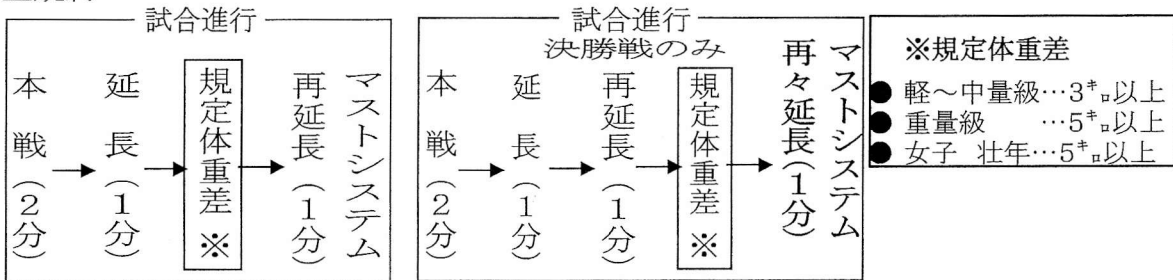 試合進行
本戦(2分)
延長(1分)
規定体重差※
再延長(1分)
マストシステム
試合進行
決勝戦のみ
本戦(2分)
延長(1分)
再延長(1分)
規定体重差※
再々延長(1分)
マストシステム
※規定体重差
●軽～中量級…3㌔以上
●重量級 …5㌔以上
●女子 壮年…5㌔以上